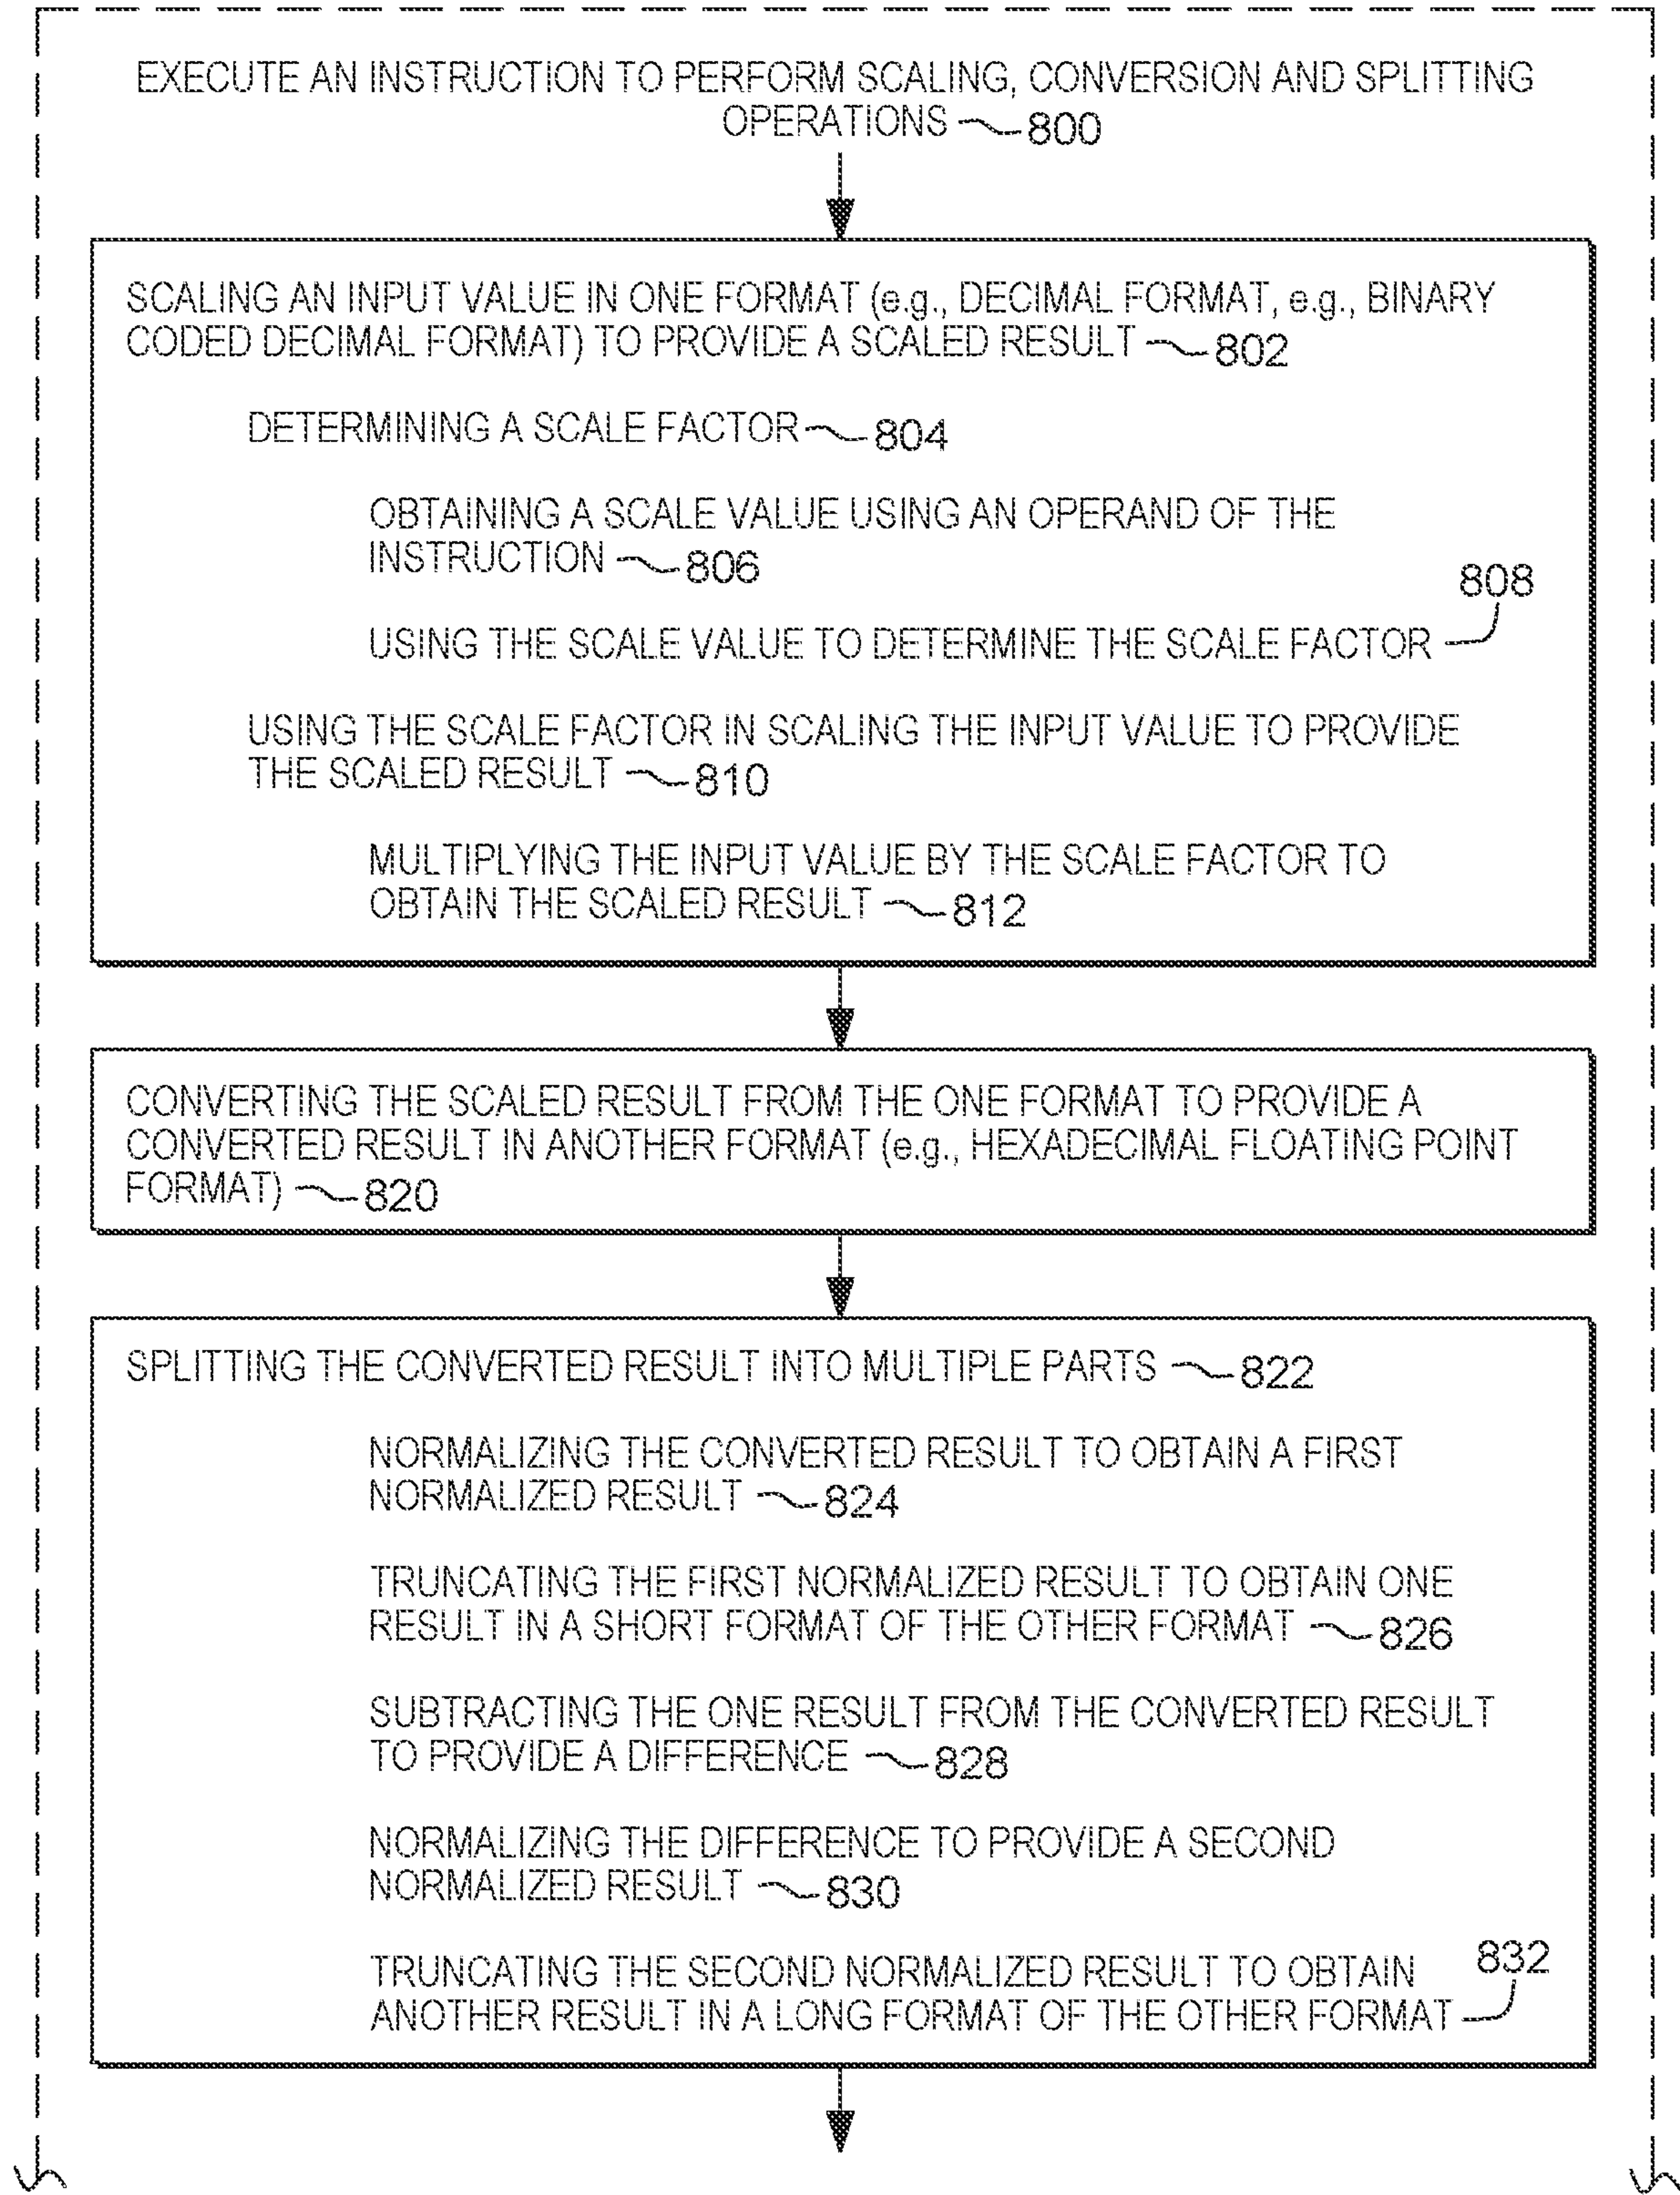 EXECUTE AN INSTRUCTION TO PERFORM SCALING, CONVERSION AND SPLITTING
OPERATIONS 800
SCALING AN INPUT VALUE IN ONE FORMAT (e.g., DECIMAL FORMAT, e.g., BINARY
CODED DECIMAL FORMAT) TO PROVIDE A SCALED RESULT 802
DETERMINING A SCALE FACTOR 804
OBTAINING A SCALE VALUE USING AN OPERAND OF THE
INSTRUCTION 806
808
USING THE SCALE VALUE TO DETERMINE THE SCALE FACTOR
USING THE SCALE FACTOR IN SCALING THE INPUT VALUE TO PROVIDE
THE SCALED RESULT 810
MULTIPLYING THE INPUT VALUE BY THE SCALE FACTOR TO
OBTAIN THE SCALED RESULT 812
CONVERTING THE SCALED RESULT FROM THE ONE FORMAT TO PROVIDE A
CONVERTED RESULT IN ANOTHER FORMAT (e.g., HEXADECIMAL FLOATING POINT
FORMAT) 820
SPLITTING THE CONVERTED RESULT INTO MULTIPLE PARTS 822
NORMALIZING THE CONVERTED RESULT TO OBTAIN A FIRST
NORMALIZED RESULT 824
TRUNCATING THE FIRST NORMALIZED RESULT TO OBTAIN ONE
RESULT IN A SHORT FORMAT OF THE OTHER FORMAT 826
SUBTRACTING THE ONE RESULT FROM THE CONVERTED RESULT
TO PROVIDE A DIFFERENCE 828
NORMALIZING THE DIFFERENCE TO PROVIDE A SECOND
NORMALIZED RESULT 830
832
TRUNCATING THE SECOND NORMALIZED RESULT TO OBTAIN
ANOTHER RESULT IN A LONG FORMAT OF THE OTHER FORMAT